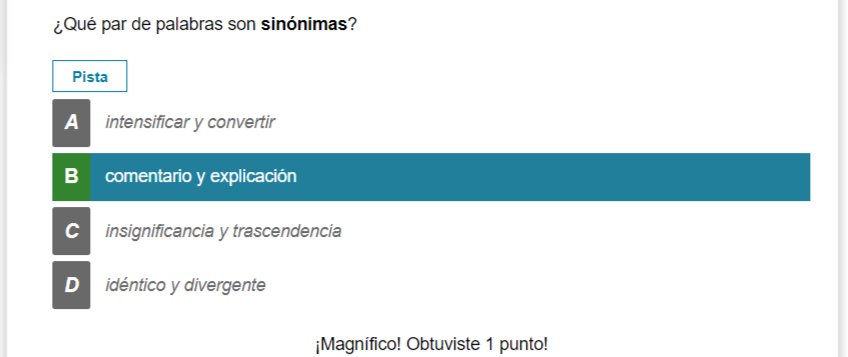 ¿Qué par de palabras son sinónimas?
Pista
A intensificar y convertir
B comentario y explicación
C insignificancia y trascendencia
D idéntico y divergente
¡Magnífico! Obtuviste 1 punto!